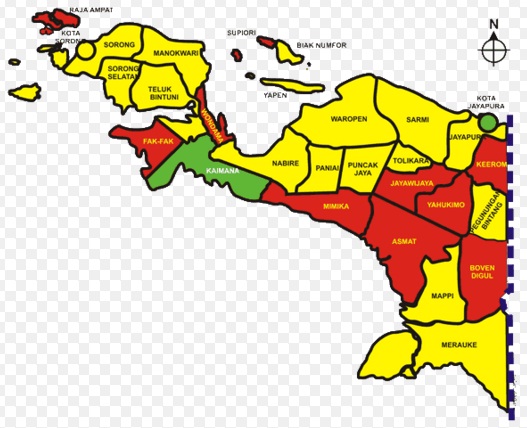 RAJA AMPAT
KOTA
SORONG
SORONG
MANOKWARI
SORONG
SELATAN
TELUK
BINTUNI
SUPIORI
BIAK NUMFOR
YAPEN
N
KOTA
JAYAPURA
WONDAMA
FAK-FAK
KAIMANA
WAROPEN
SARMI
JAYAPURA
NABIRE
PANIAI
PUNCAK
JAYA
TOLIKARA
KEEROM
JAYAWIJAYA
MIMIKA
YAHUKIMO
PEGUNUNGAN
BINTANG
ASMAT
BOVEN
DIGUL
MAPPI
MERAUKE